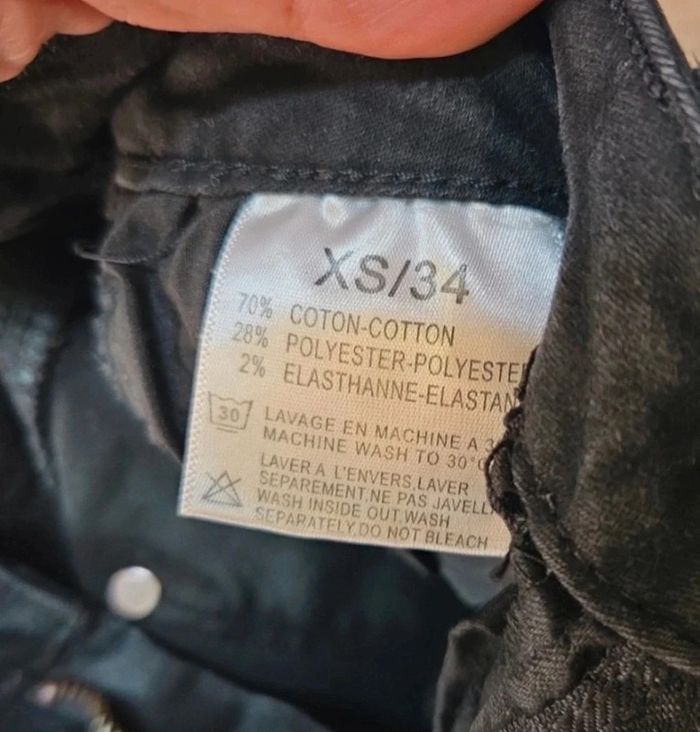 XS/34
70% COTON-COTTON
28% POLYESTER-POLYESTE
2% ELASTHANNE-ELASTAN
30 LAVAGE EN MACHINE A 3
MACHINE WASH TO 30°C
LAVER A L'ENVERS.LAVER
SEPAREMENT.NE PAS JAVELL
WASH INSIDE OUT.WASH
SEPARATELY.DO NOT BLEACH